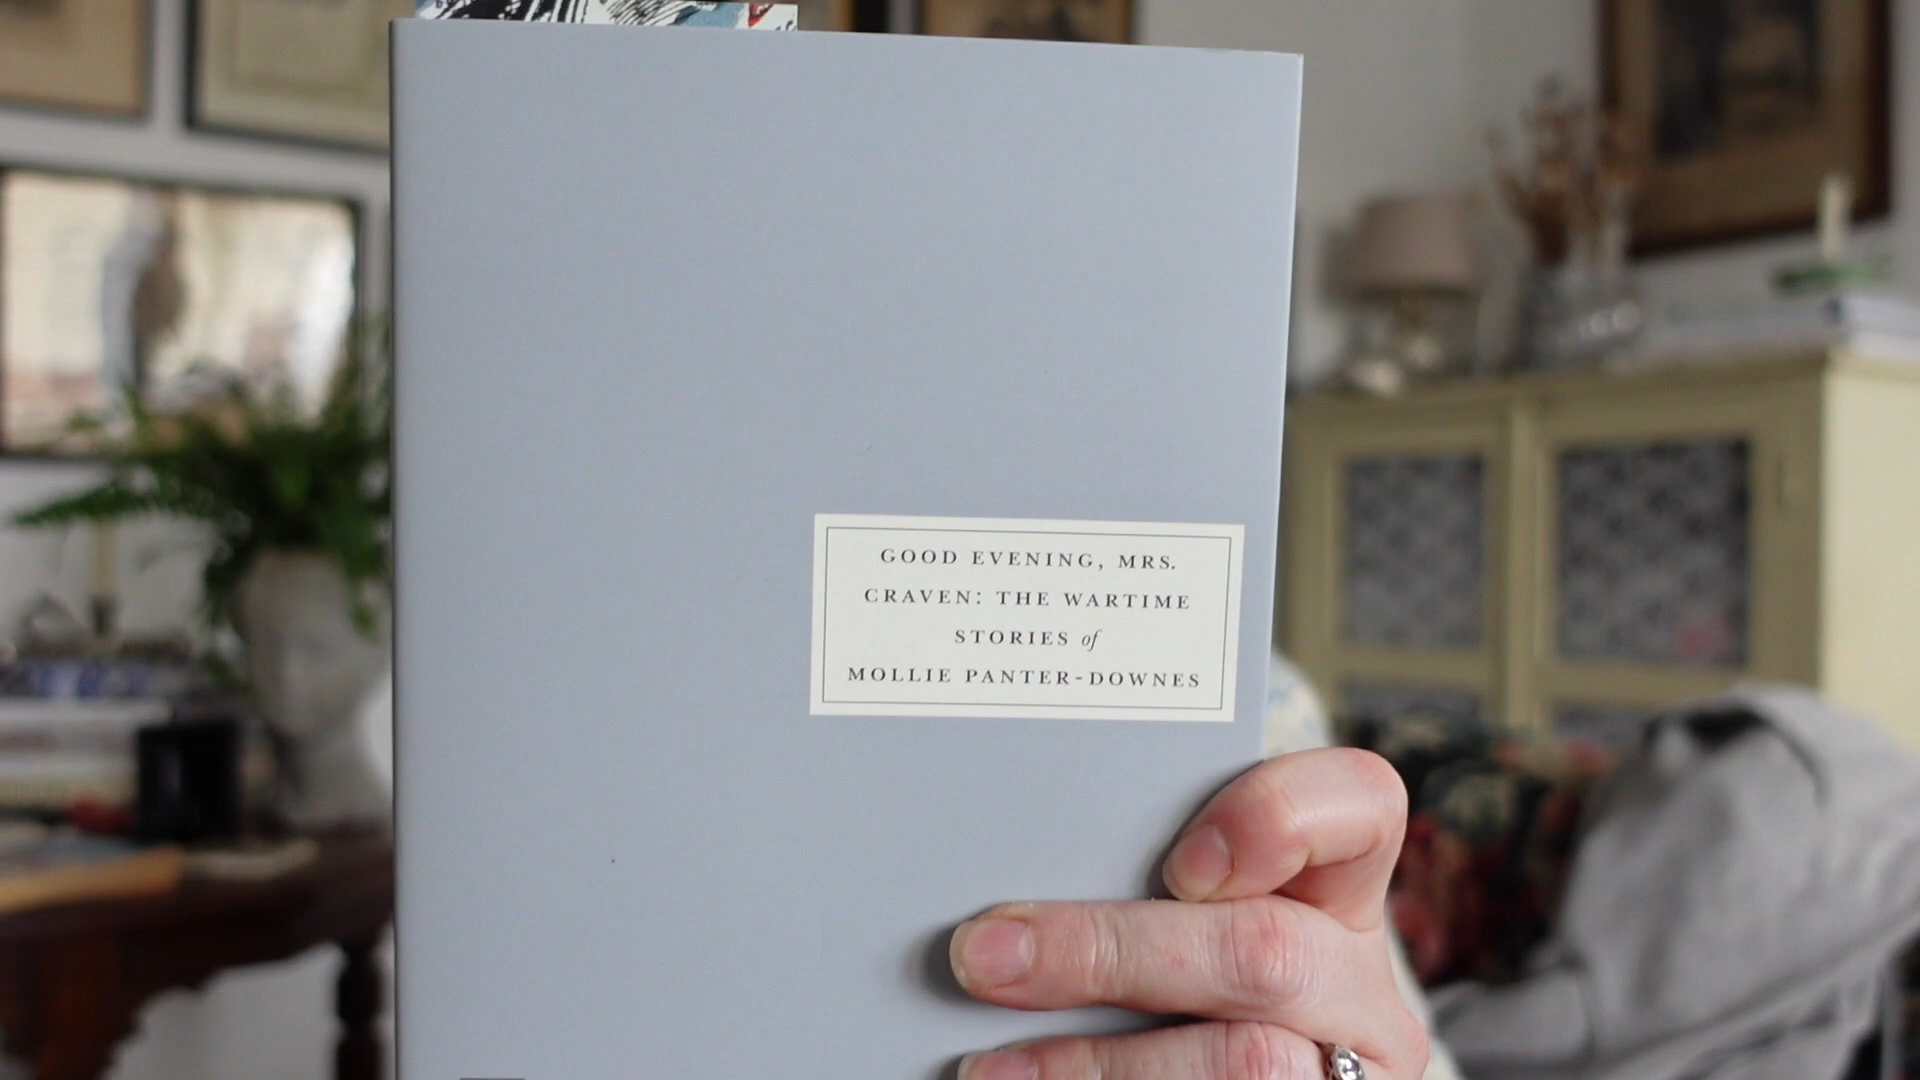 GOOD EVENING, MRS.
CRAVEN: THE WARTIME
STORIES of
MOLLIE PANTER-DOWNES